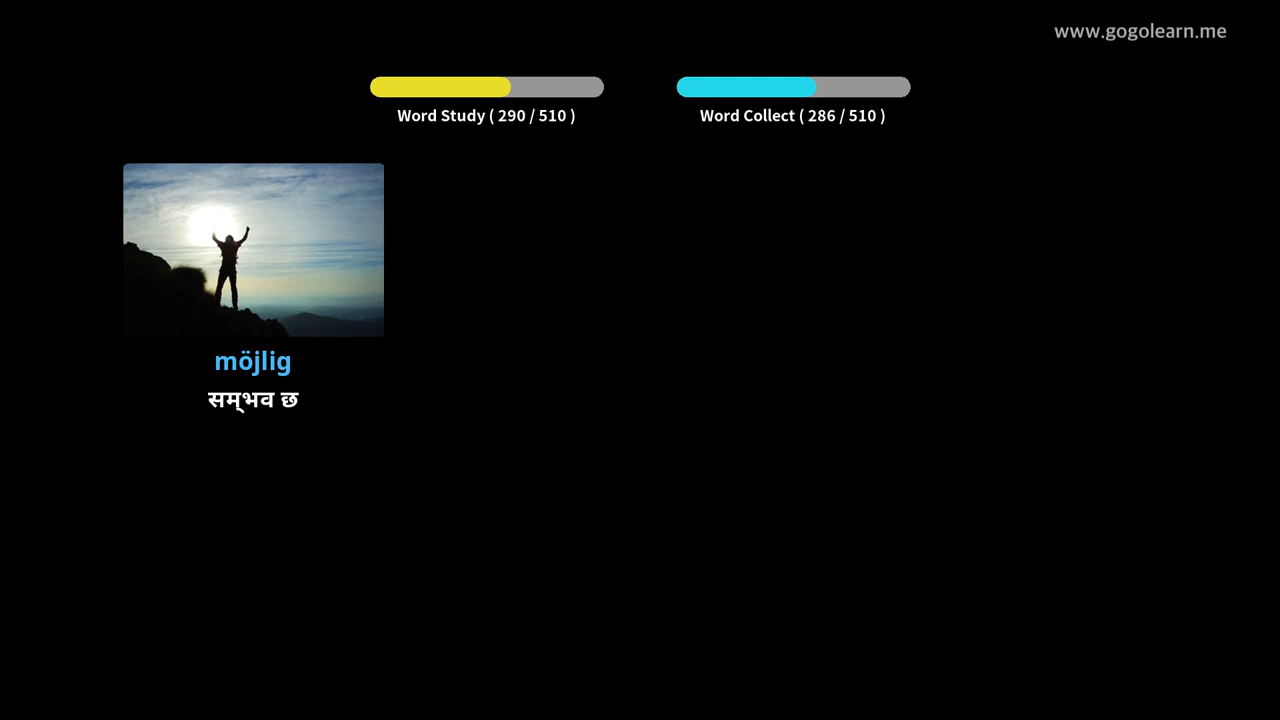 www.gogolearn.me
Word Study ( 290 / 510 )
Word Collect ( 286 / 510 )
möjlig
सम्भव छ